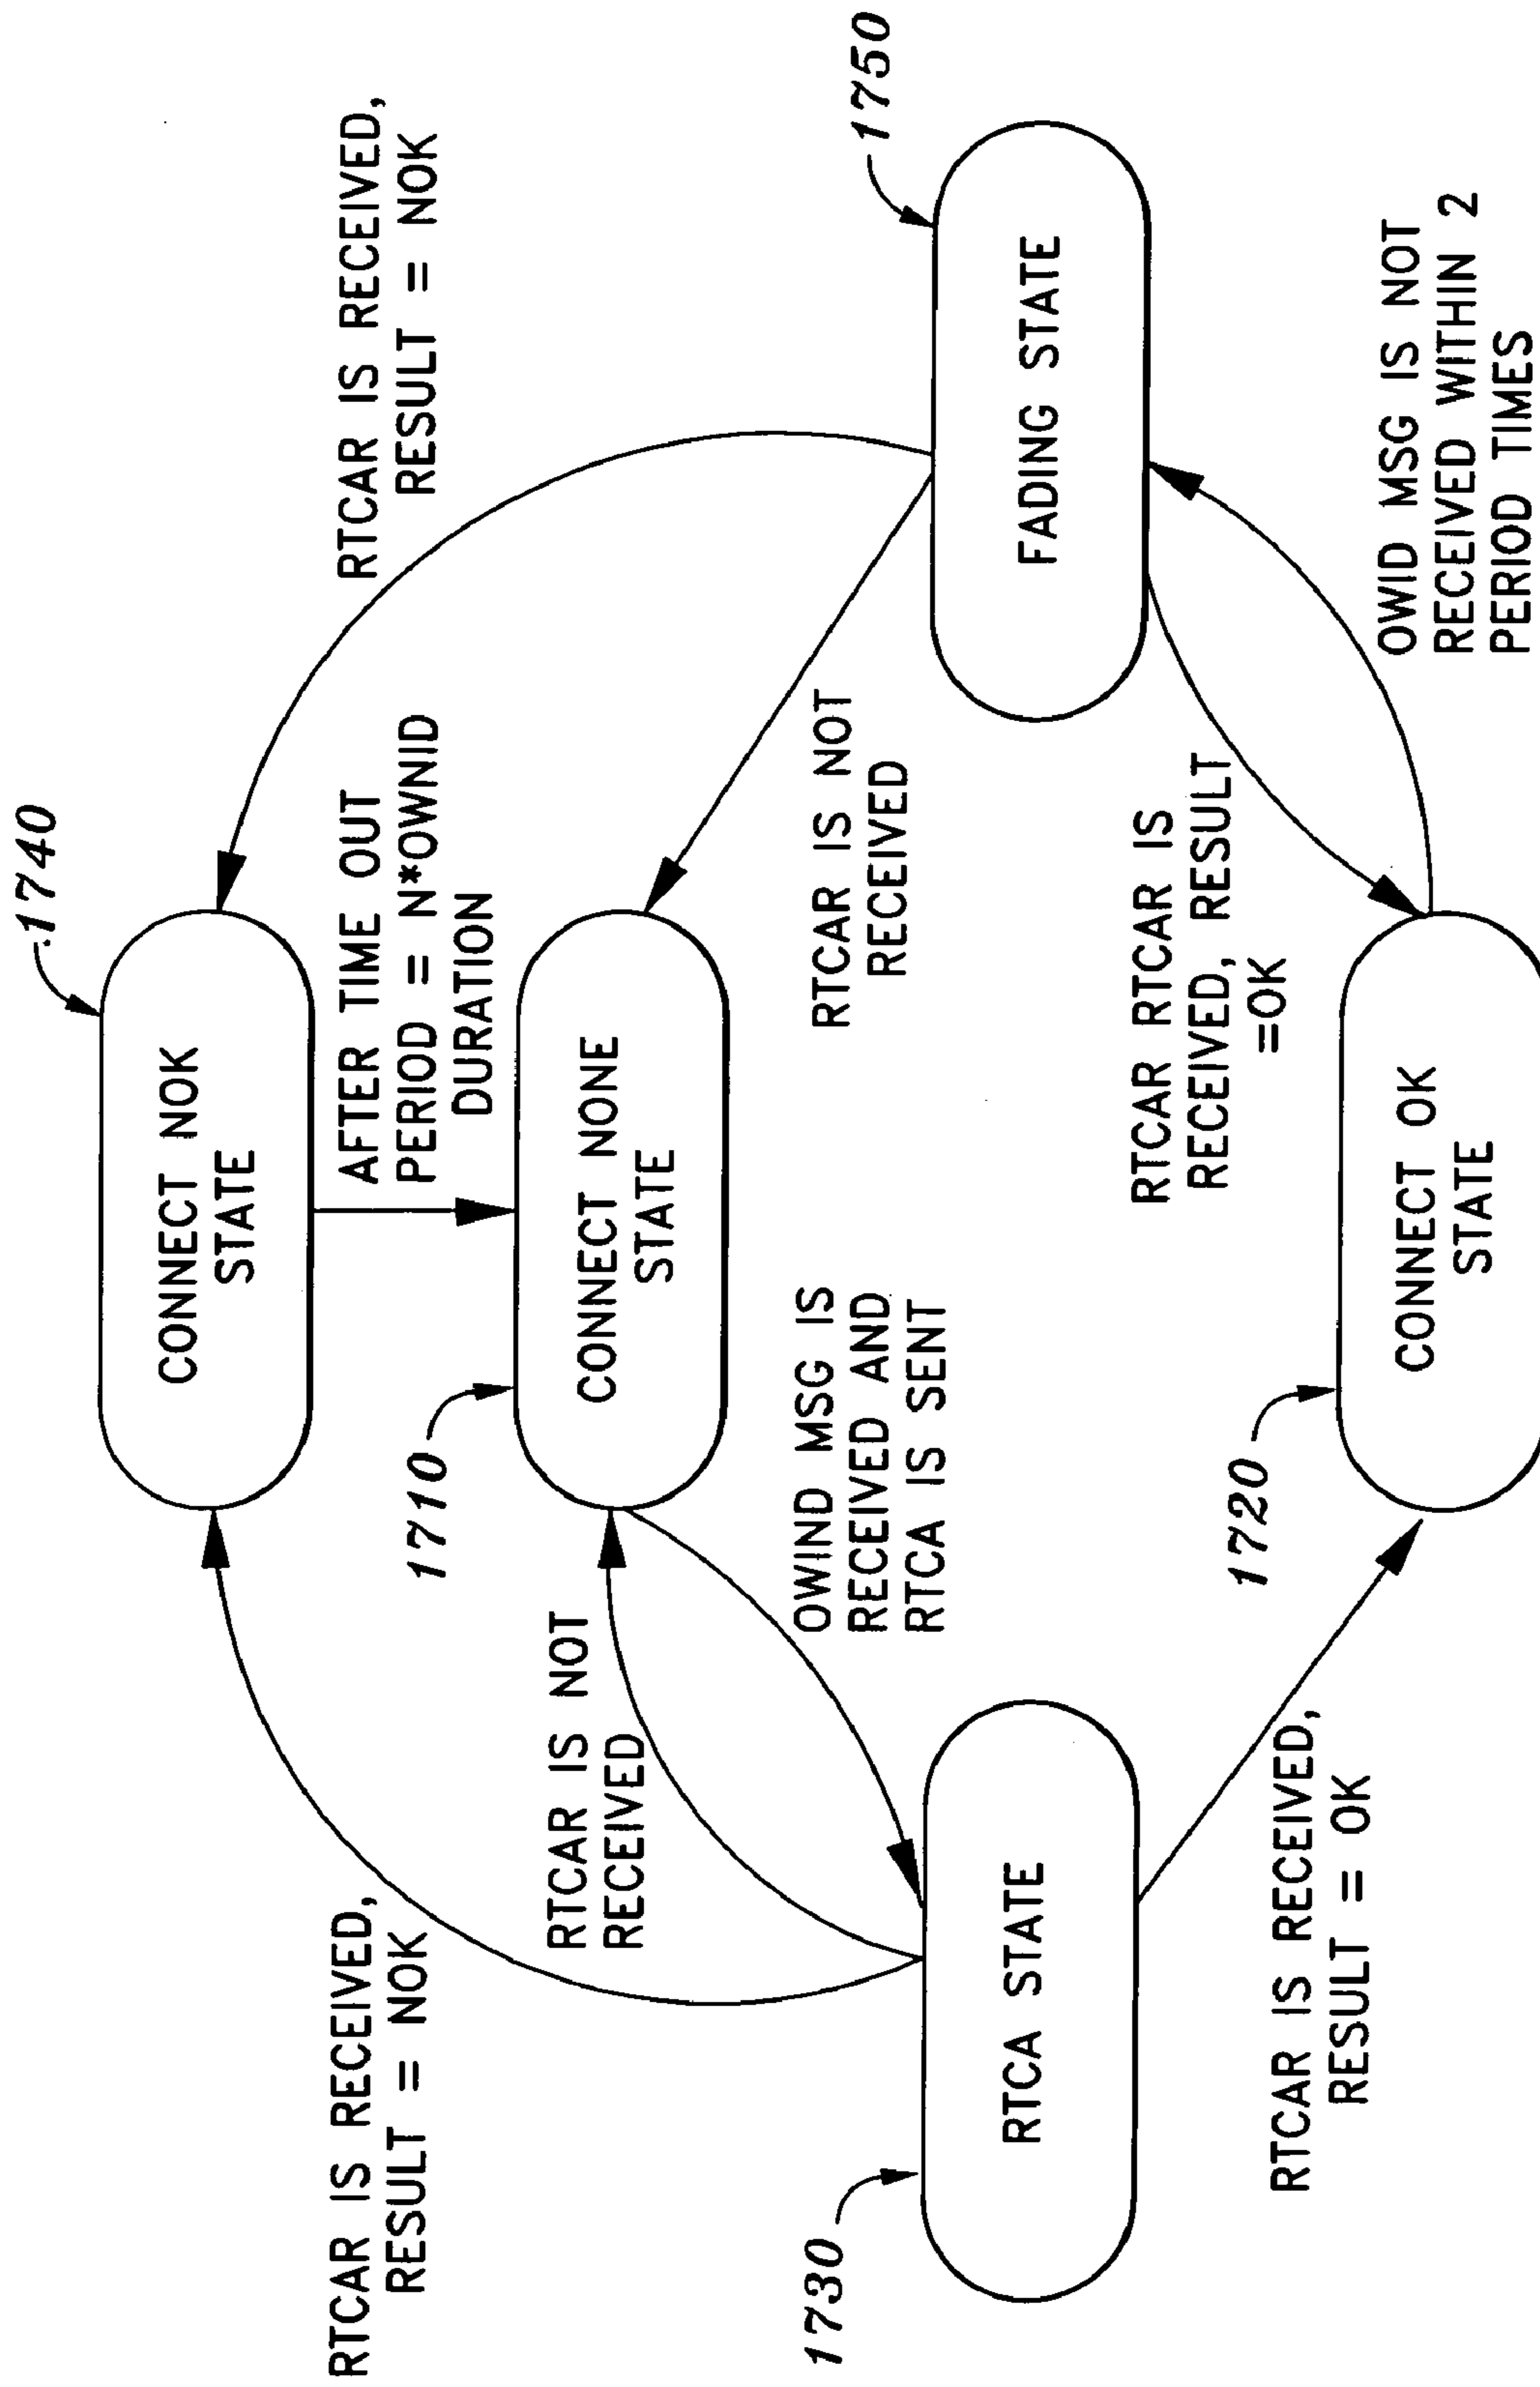 1740
CONNECT NOK
STATE
RTCAR IS RECEIVED,
RESULT = NOK
RTCAR IS RECEIVED,
RESULT = NOK
AFTER TIME OUT
PERIOD = N*OWNID
DURATION
1710
CONNECT NONE
STATE
RTCAR IS NOT
RECEIVED
OWIND MSG IS
RECEIVED AND
RTCA IS SENT
RTCAR IS NOT
RECEIVED
1750
1730
RTCA STATE
FADING STATE
RTCAR RTCAR IS
RECEIVED, RESULT
=OK
RTCAR IS RECEIVED,
RESULT = OK
1720
CONNECT OK
STATE
OWID MSG IS NOT
RECEIVED WITHIN 2
PERIOD TIMES